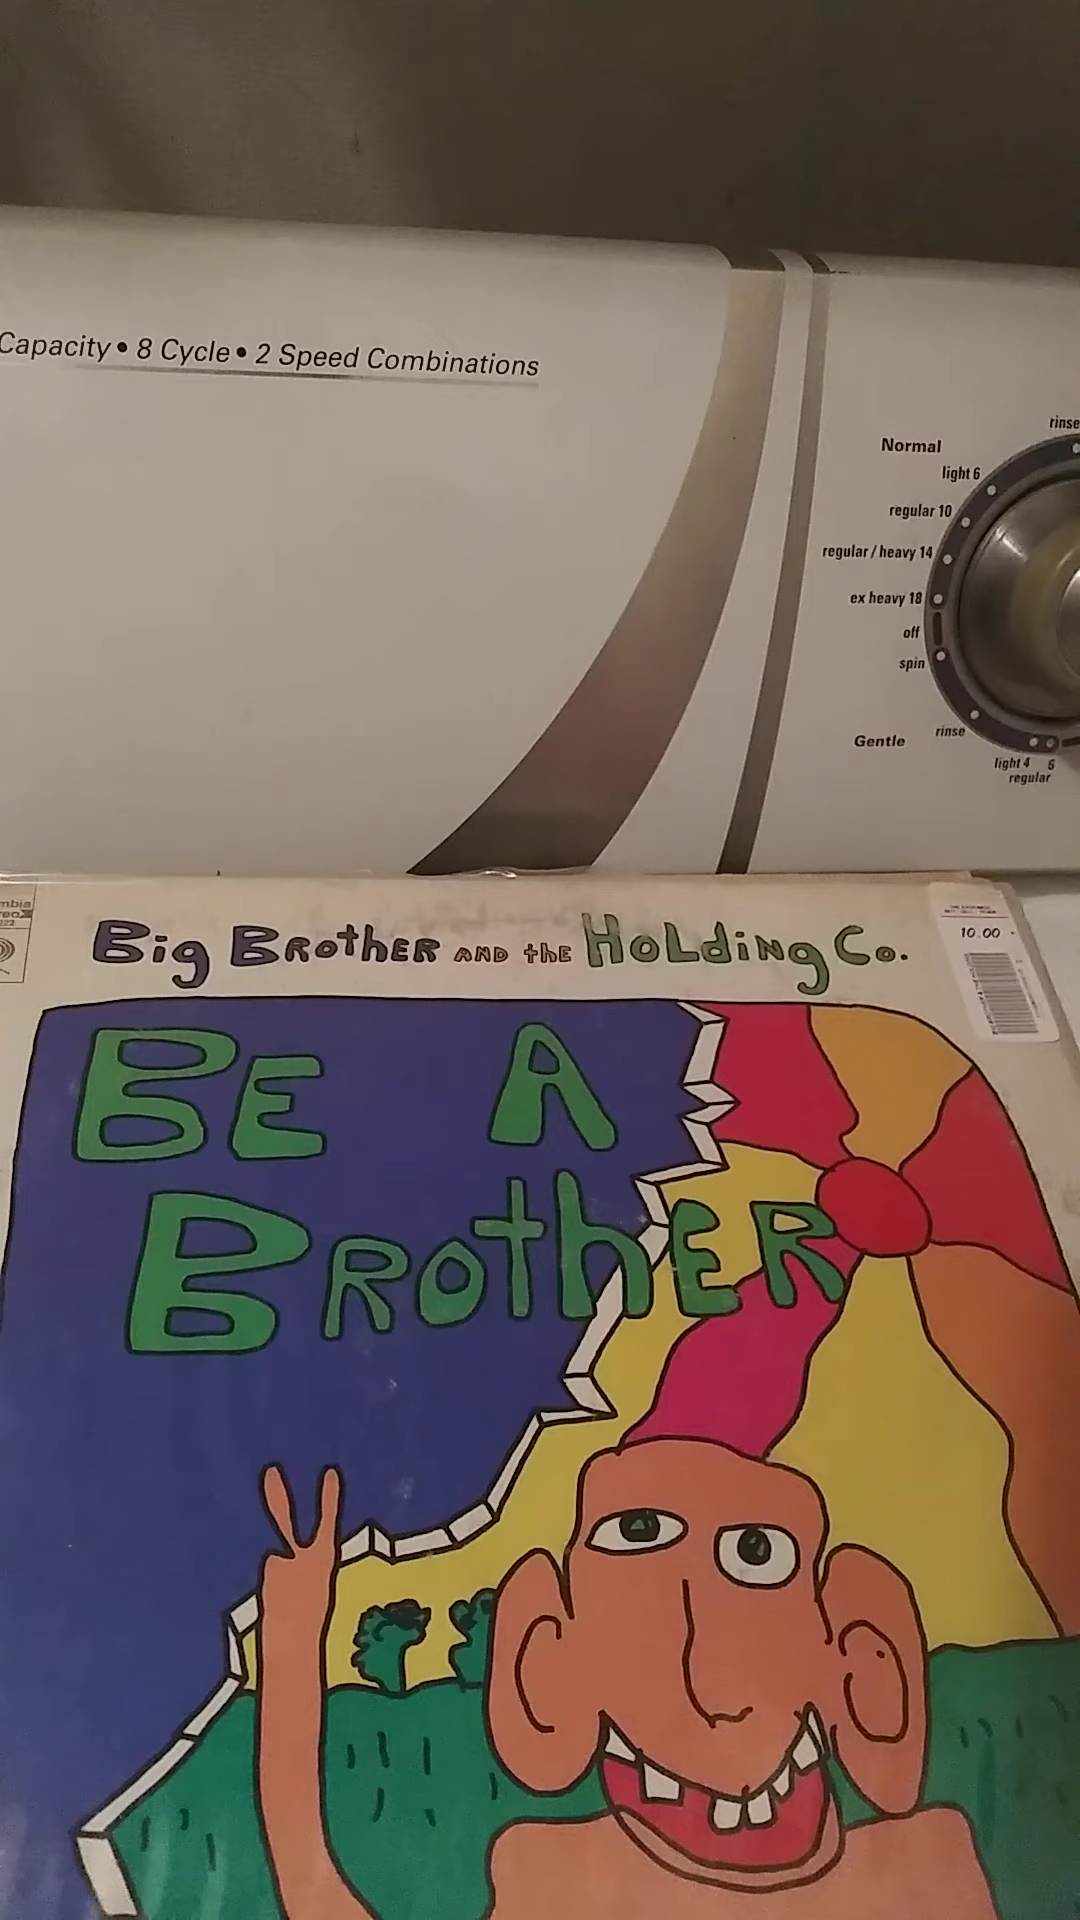 Capacity • 8 Cycle • 2 Speed Combinations
rinse
Normal
light 6
regular 10
regular / heavy 14
ex heavy 18
off
spin
rinse
Gentle
light 4 6
regular
Big Brother AND the Holding Co.
10.00
BE A
BrothER